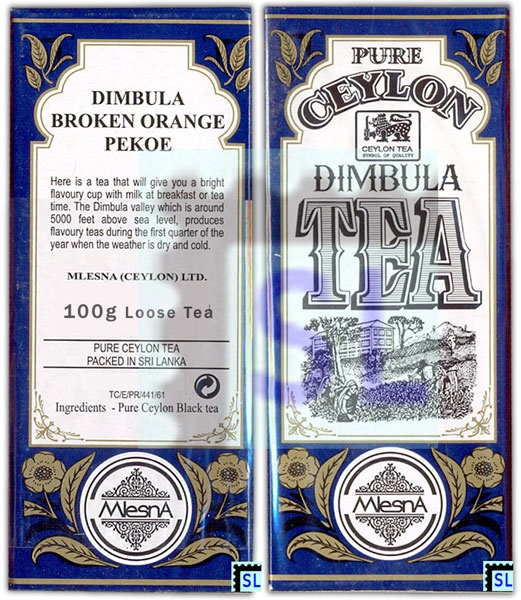 DIMBULA
BROKEN ORANGE
PEKOE
Here is a tea that will give you a bright
flavoury cup with milk at breakfast or tea
time. The Dimbula valley which is around
5000 feet above sea level, produces
flavoury teas during the first quarter of the
year when the weather is dry and cold.
MLESNA (CEYLON) LTD.
100g Loose Tea
PURE CEYLON TEA
PACKED IN SRI LANKA
TC/E/PR/441/61
Ingredients - Pure Ceylon Black tea
MlesnA
SL
PURE
CEYLON
CEYLON TEA
SYMBOL OF QUALITY
DIMBULA
TEA
MlesnA
SL
SL